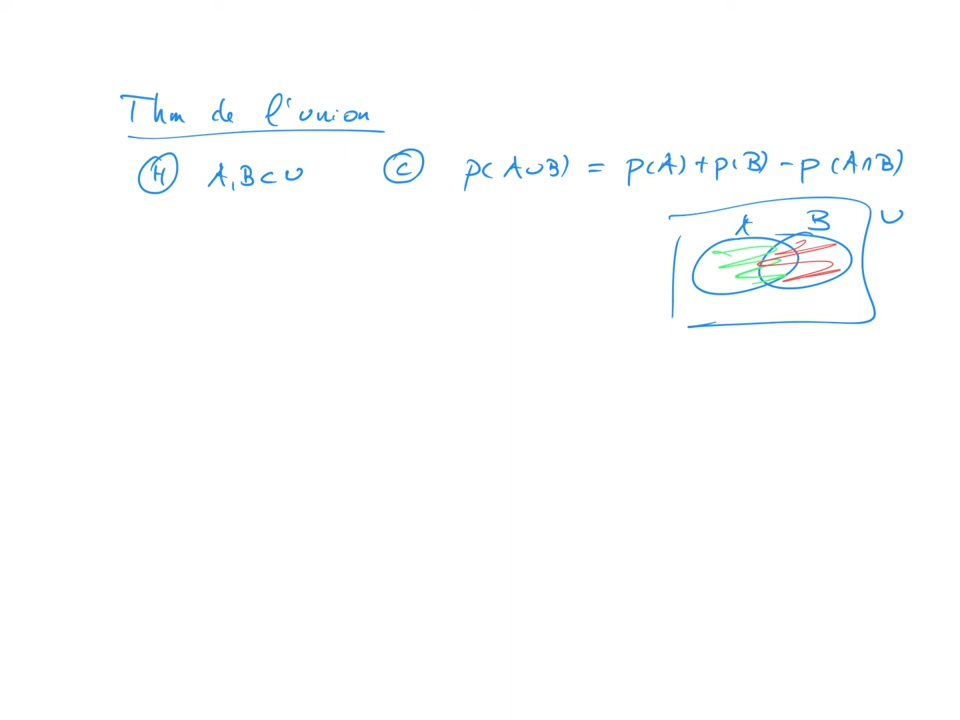 Thm de l'union
(H) A, B ⊂ U (C) p(A∪B) = p(A) + p(B) - p(A∩B)
A B U